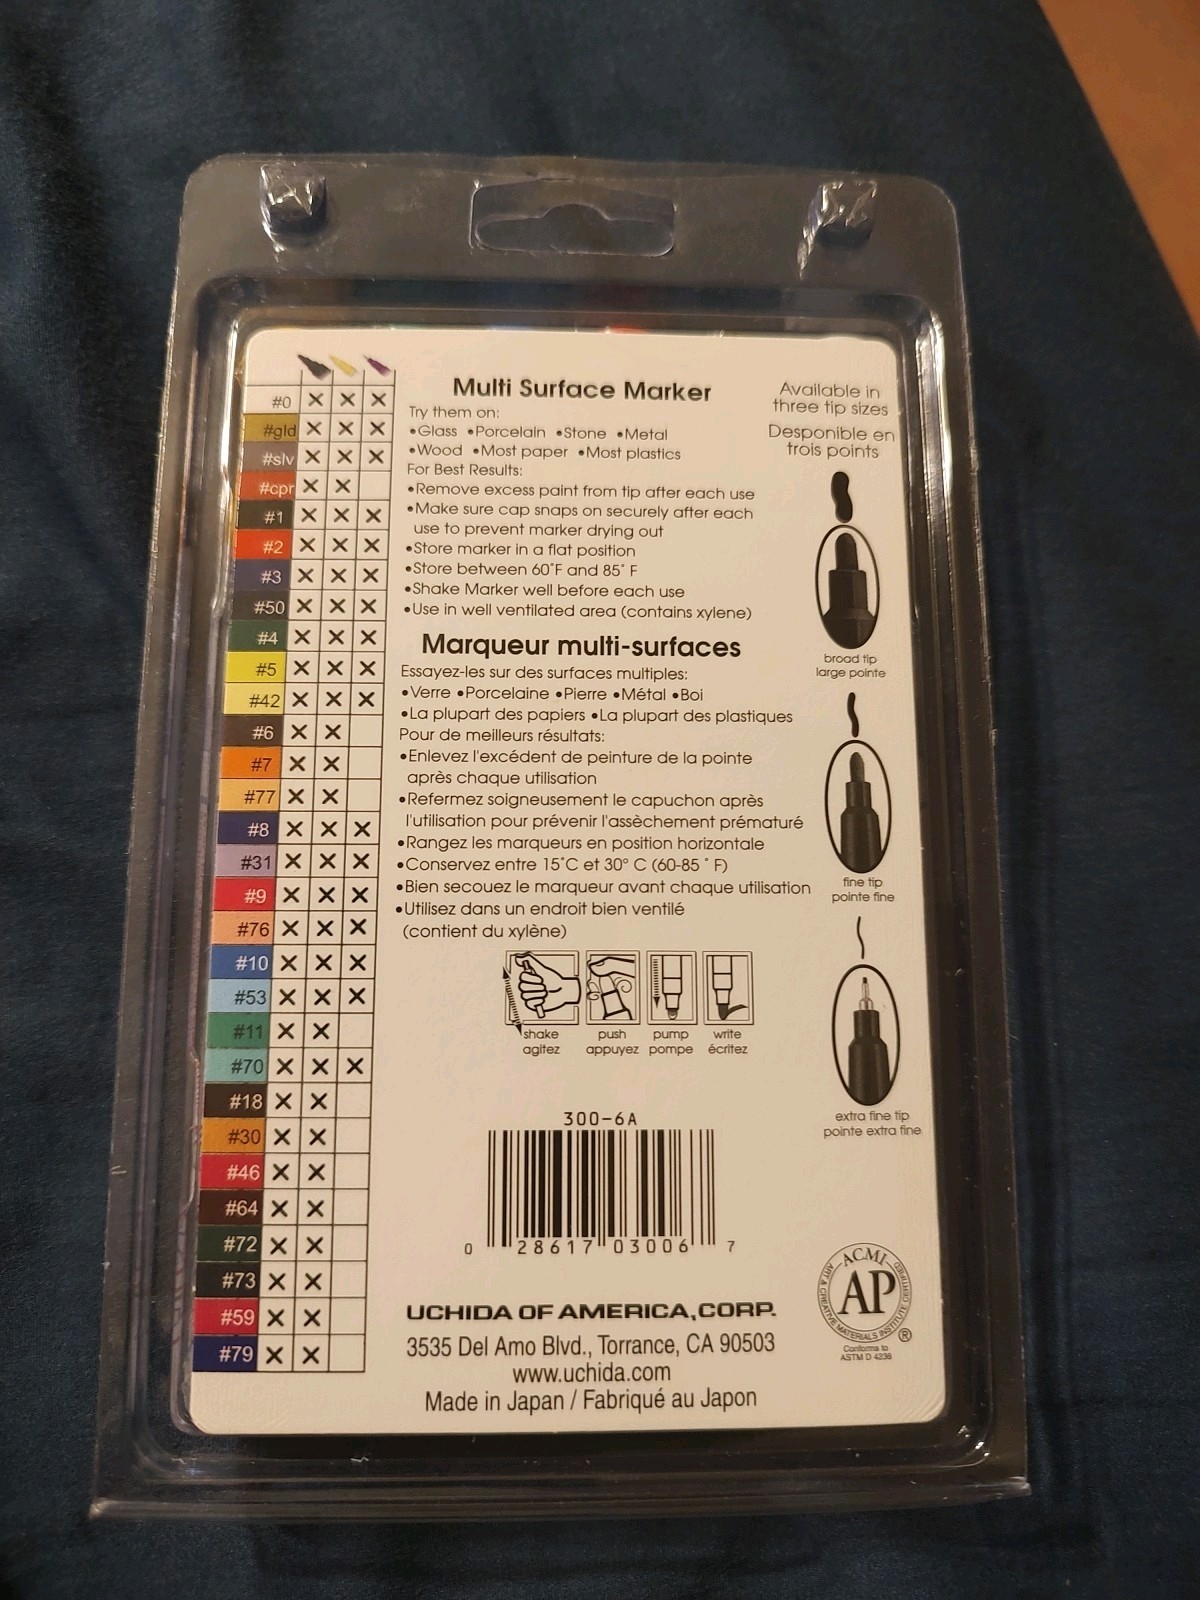 #0 X X X
#gld X X X
#slv X X X
#cpr X X
#1 X X X
#2 X X X
#3 X X X
#50 X X X
#4 X X X
#5 X X X
#42 X X X
#6 X X
#7 X X
#77 X X
#8 X X X
#31 X X X
#9 X X X
#76 X X X
#10 X X X
#53 X X X
#11 X X
#70 X X X
#18 X X
#30 X X
#46 X X
#64 X X
#72 X X
#73 X X
#59 X X
#79 X X
Multi Surface Marker
Try them on:
•Glass •Porcelain •Stone •Metal
•Wood •Most paper •Most plastics
For Best Results:
•Remove excess paint from tip after each use
•Make sure cap snaps on securely after each
use to prevent marker drying out
•Store marker in a flat position
•Store between 60˚F and 85˚ F
•Shake Marker well before each use
•Use in well ventilated area (contains xylene)
Marqueur multi-surfaces
Essayez-les sur des surfaces multiples:
•Verre •Porcelaine •Pierre •Métal •Boi
•La plupart des papiers •La plupart des plastiques
Pour de meilleurs résultats:
•Enlevez l'excédent de peinture de la pointe
après chaque utilisation
•Refermez soigneusement le capuchon après
l'utilisation pour prévenir l'assèchement prématuré
•Rangez les marqueurs en position horizontale
•Conservez entre 15˚C et 30° C (60-85 ˚ F)
•Bien secouez le marqueur avant chaque utilisation
•Utilisez dans un endroit bien ventilé
(contient du xylène)
shake push pump write
agitez appuyez pompe écritez
300-6A
0 28617 03006 7
UCHIDA OF AMERICA,CORP.
3535 Del Amo Blvd., Torrance, CA 90503
www.uchida.com
Made in Japan / Fabriqué au Japon
Available in
three tip sizes
Desponible en
trois points
broad tip
large pointe
fine tip
pointe fine
extra fine tip
pointe extra fine
ACMI
AP
ART & CREATIVE MATERIALS INSTITUTE CERTIFIED
®
Conforms to
ASTM D 4236